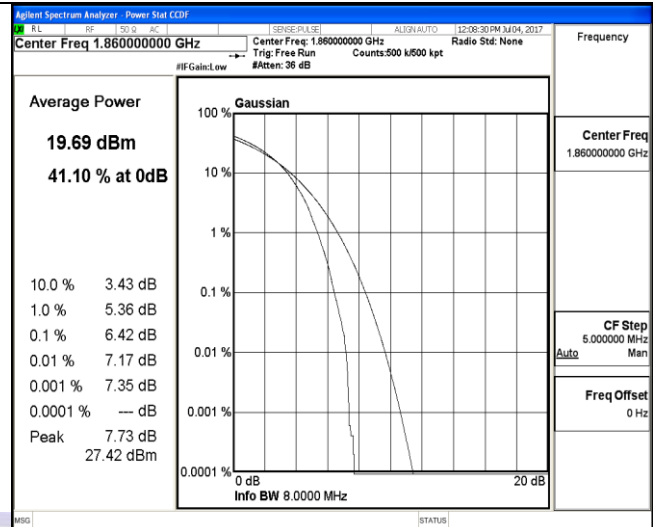 Agilent Spectrum Analyzer - Power Stat CCDF
RL RF 50 Ω AC SENSE:PULSE ALIGN AUTO 12:08:30 PM Jul 04, 2017
Center Freq 1.860000000 GHz
Center Freq: 1.860000000 GHz Radio Std: None
Trig: Free Run Counts:500 k/500 kpt
#IFGain:Low #Atten: 36 dB
Frequency
Average Power
19.69 dBm
41.10 % at 0dB
10.0 % 3.43 dB
1.0 % 5.36 dB
0.1 % 6.42 dB
0.01 % 7.17 dB
0.001 % 7.35 dB
0.0001 % --- dB
Peak 7.73 dB
27.42 dBm
Gaussian
100 %
10 %
1 %
0.1 %
0.01 %
0.001 %
0.0001 %
0 dB 20 dB
Info BW 8.0000 MHz
Center Freq
1.860000000 GHz
CF Step
5.000000 MHz
Auto Man
Freq Offset
0 Hz
MSG STATUS